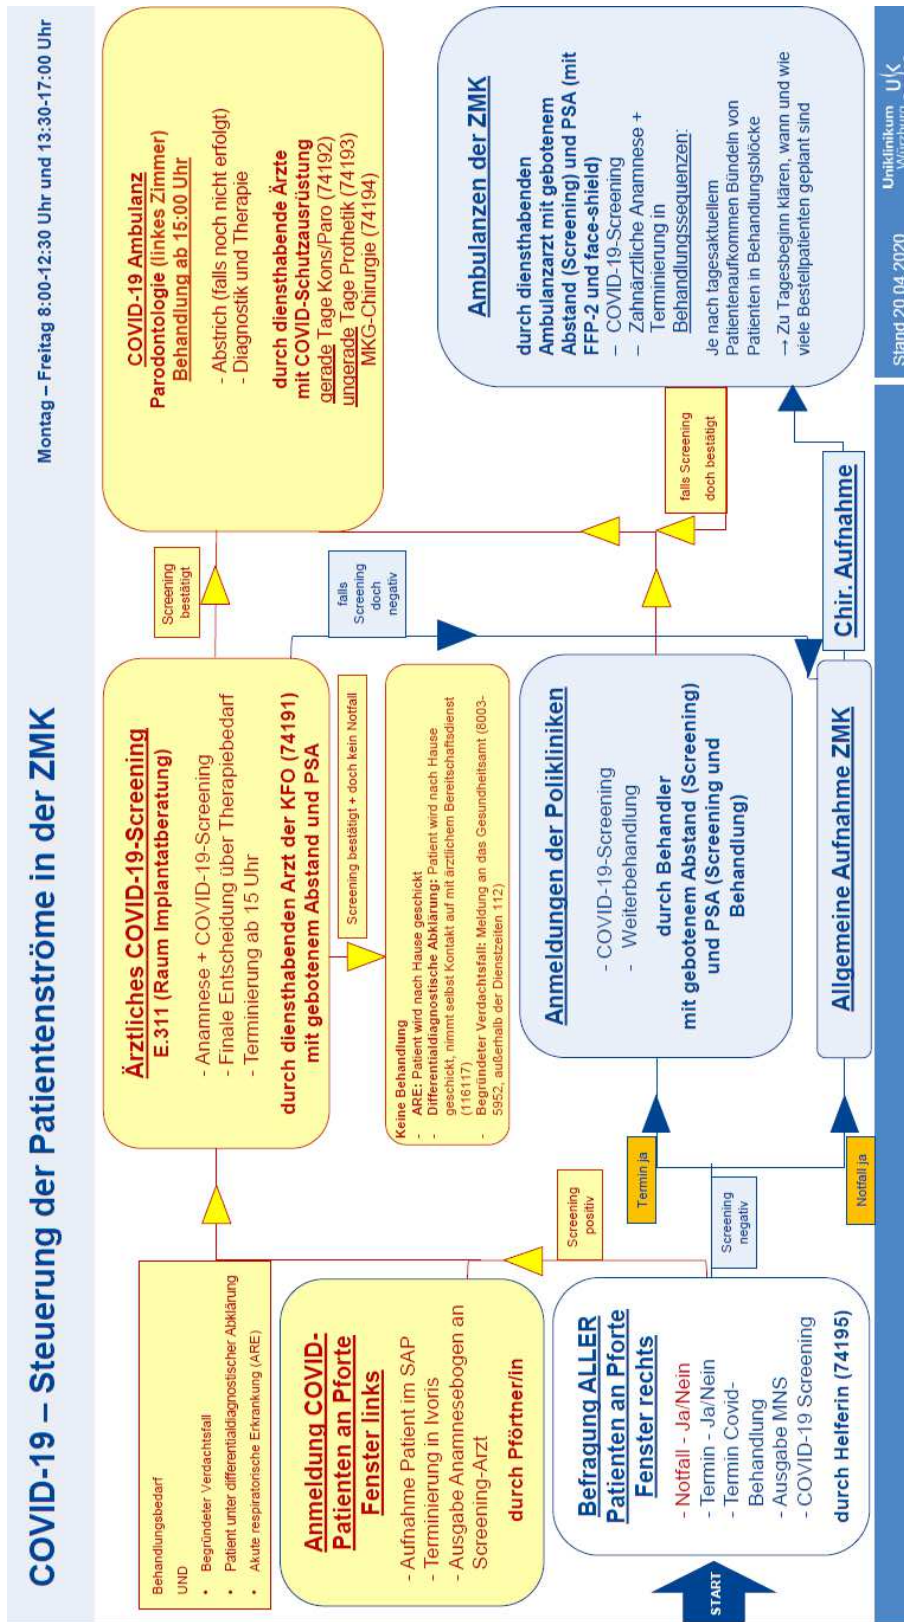 COVID-19 – Steuerung der Patientenströme in der ZMK
Montag – Freitag 8:00-12:30 Uhr und 13:30-17:00 Uhr
Behandlungsbedarf
UND
• Begründeter Verdachtsfall
• Patient unter differentialdiagnostischer Abklärung
• Akute respiratorische Erkrankung (ARE)
Anmeldung COVID-
Patienten an Pforte
Fenster links
- Aufnahme Patient im SAP
- Terminierung in Ivoris
- Ausgabe Anamnesebogen an
Screening-Arzt
durch Pförtner/in
Befragung ALLER
Patienten an Pforte
Fenster rechts
- Notfall - Ja/Nein
- Termin - Ja/Nein
- Termin Covid-
Behandlung
- Ausgabe MNS
- COVID-19 Screening
durch Helferin (74195)
START
Screening
positiv
Screening
negativ
Termin ja
Notfall ja
Ärztliches COVID-19-Screening
E.311 (Raum Implantatberatung)
- Anamnese + COVID-19-Screening
- Finale Entscheidung über Therapiebedarf
- Terminierung ab 15 Uhr
durch diensthabenden Arzt der KFO (74191)
mit gebotenem Abstand und PSA
Screening bestätigt + doch kein Notfall
Keine Behandlung
- ARE: Patient wird nach Hause geschickt
- Differentialdiagnostische Abklärung: Patient wird nach Hause
geschickt, nimmt selbst Kontakt auf mit ärztlichem Bereitschaftsdienst
(116117)
- Begründeter Verdachtsfall: Meldung an das Gesundheitsamt (8003-
5952, außerhalb der Dienstzeiten 112)
Anmeldungen der Polikliniken
- COVID-19-Screening
- Weiterbehandlung
durch Behandler
mit gebotenem Abstand (Screening)
und PSA (Screening und
Behandlung)
Allgemeine Aufnahme ZMK
Chir. Aufnahme
Screening
bestätigt
falls
Screening
doch
negativ
falls Screening
doch bestätigt
COVID-19 Ambulanz
Parodontologie (linkes Zimmer)
Behandlung ab 15:00 Uhr
- Abstrich (falls noch nicht erfolgt)
- Diagnostik und Therapie
durch diensthabende Ärzte
mit COVID-Schutzausrüstung
gerade Tage Kons/Paro (74192)
ungerade Tage Prothetik (74193)
MKG-Chirurgie (74194)
Ambulanzen der ZMK
durch diensthabenden
Ambulanzarzt mit gebotenem
Abstand (Screening) und PSA (mit
FFP-2 und face-shield)
– COVID-19-Screening
– Zahnärztliche Anamnese +
Terminierung in
Behandlungssequenzen:
Je nach tagesaktuellem
Patientenaufkommen Bündeln von
Patienten in Behandlungsblöcke
→ Zu Tagesbeginn klären, wann und wie
viele Bestellpatienten geplant sind
Stand 20.04.2020
Uniklinikum
Würzburg
UK